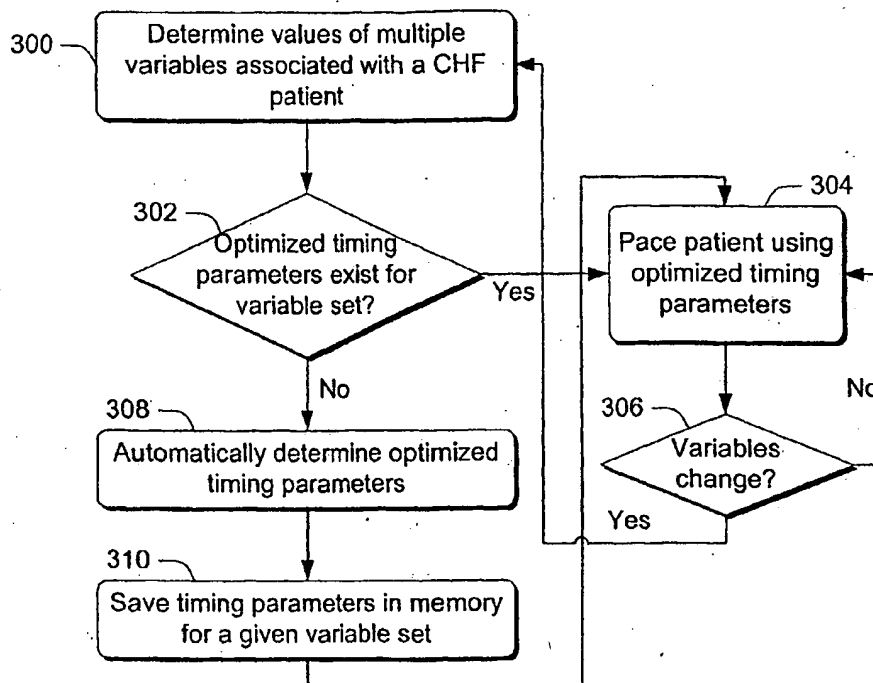 300
Determine values of multiple
variables associated with a CHF
patient
302
Optimized timing
parameters exist for
variable set?
Yes
304
Pace patient using
optimized timing
parameters
No
306
Variables
change?
Yes
No
308
Automatically determine optimized
timing parameters
310
Save timing parameters in memory
for a given variable set